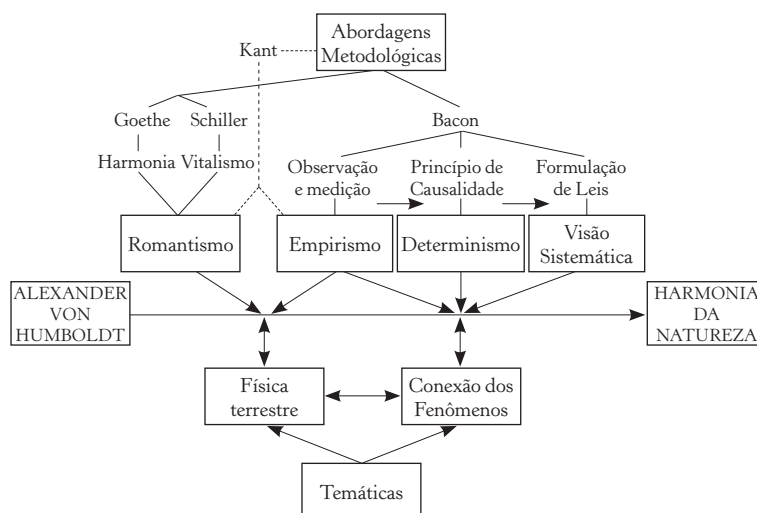 Abordagens
Metodológicas
Kant
Goethe
Schiller
Bacon
Harmonia
Vitalismo
Observação
e medição
Princípio de
Causalidade
Formulação
de Leis
Romantismo
Empirismo
Determinismo
Visão
Sistemática
ALEXANDER
VON
HUMBOLDT
HARMONIA
DA
NATUREZA
Física
terrestre
Conexão dos
Fenômenos
Temáticas